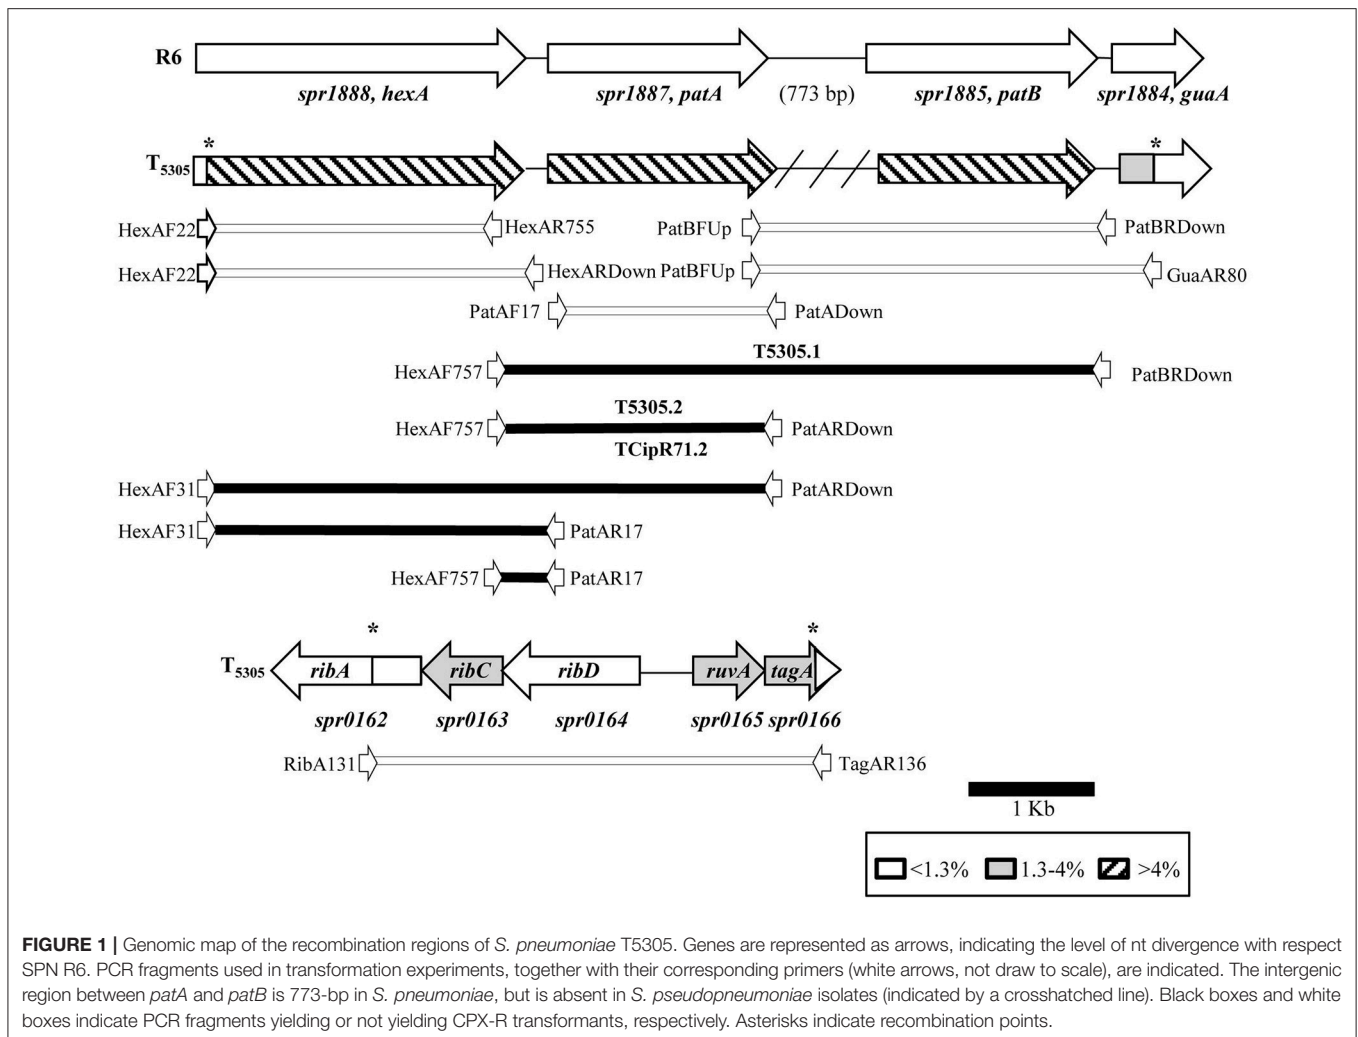 R6
spr1888, hexA spr1887, patA (773 bp) spr1885, patB spr1884, guaA
* *
T5305
HexAF22 HexAR755 PatBFUp PatBRDown
HexAF22 HexARDown PatBFUp GuaAR80
PatAF17 PatADown
T5305.1
HexAF757 PatBRDown
T5305.2
HexAF757 PatARDown
TCipR71.2
HexAF31 PatARDown
HexAF31 PatAR17
HexAF757 PatAR17
* *
T5305 ribA ribC ribD ruvA tagA
spr0162 spr0163 spr0164 spr0165 spr0166
RibA131 TagAR136
1 Kb
<1.3% 1.3-4% >4%
FIGURE 1 | Genomic map of the recombination regions of S. pneumoniae T5305. Genes are represented as arrows, indicating the level of nt divergence with respect
SPN R6. PCR fragments used in transformation experiments, together with their corresponding primers (white arrows, not draw to scale), are indicated. The intergenic
region between patA and patB is 773-bp in S. pneumoniae, but is absent in S. pseudopneumoniae isolates (indicated by a crosshatched line). Black boxes and white
boxes indicate PCR fragments yielding or not yielding CPX-R transformants, respectively. Asterisks indicate recombination points.